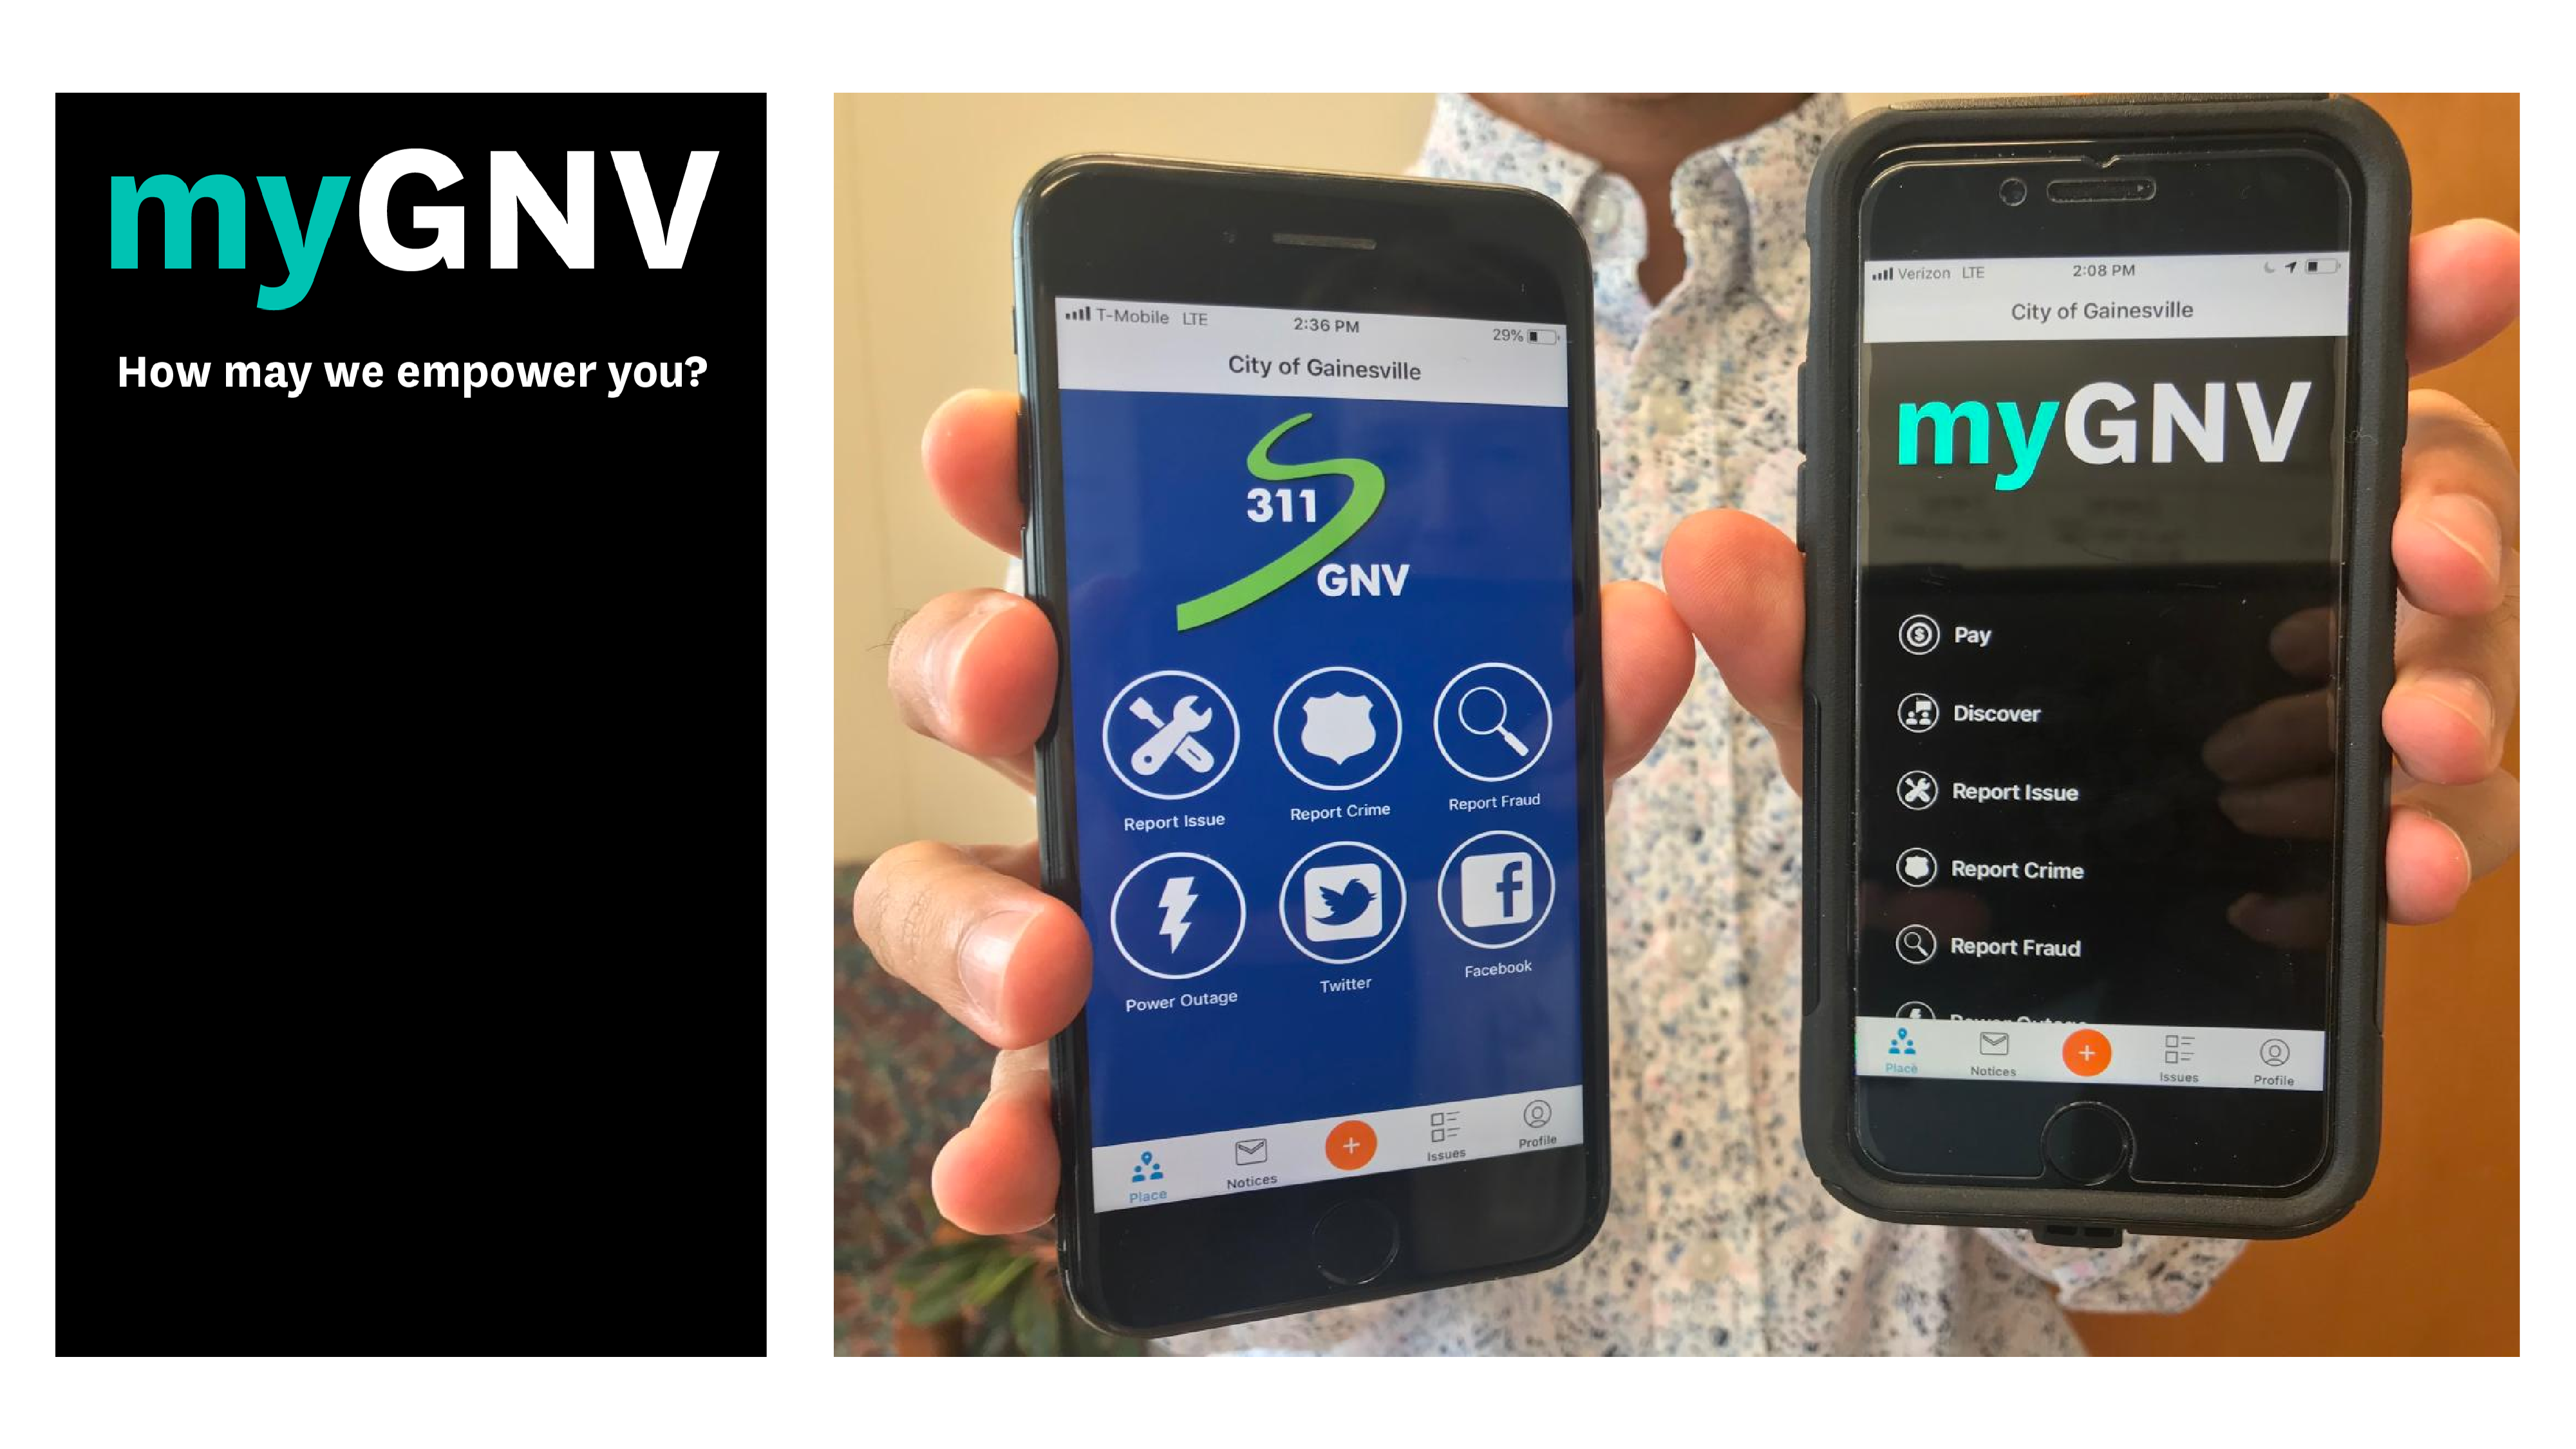 myGNV
How may we empower you?
T-Mobile LTE 2:36 PM 29%
City of Gainesville
311
GNV
Report Issue Report Crime Report Fraud
Power Outage Twitter Facebook
Place Notices + Issues Profile
Verizon LTE 2:08 PM
City of Gainesville
myGNV
Pay
Discover
Report Issue
Report Crime
Report Fraud
Power Outage
Place Notices + Issues Profile